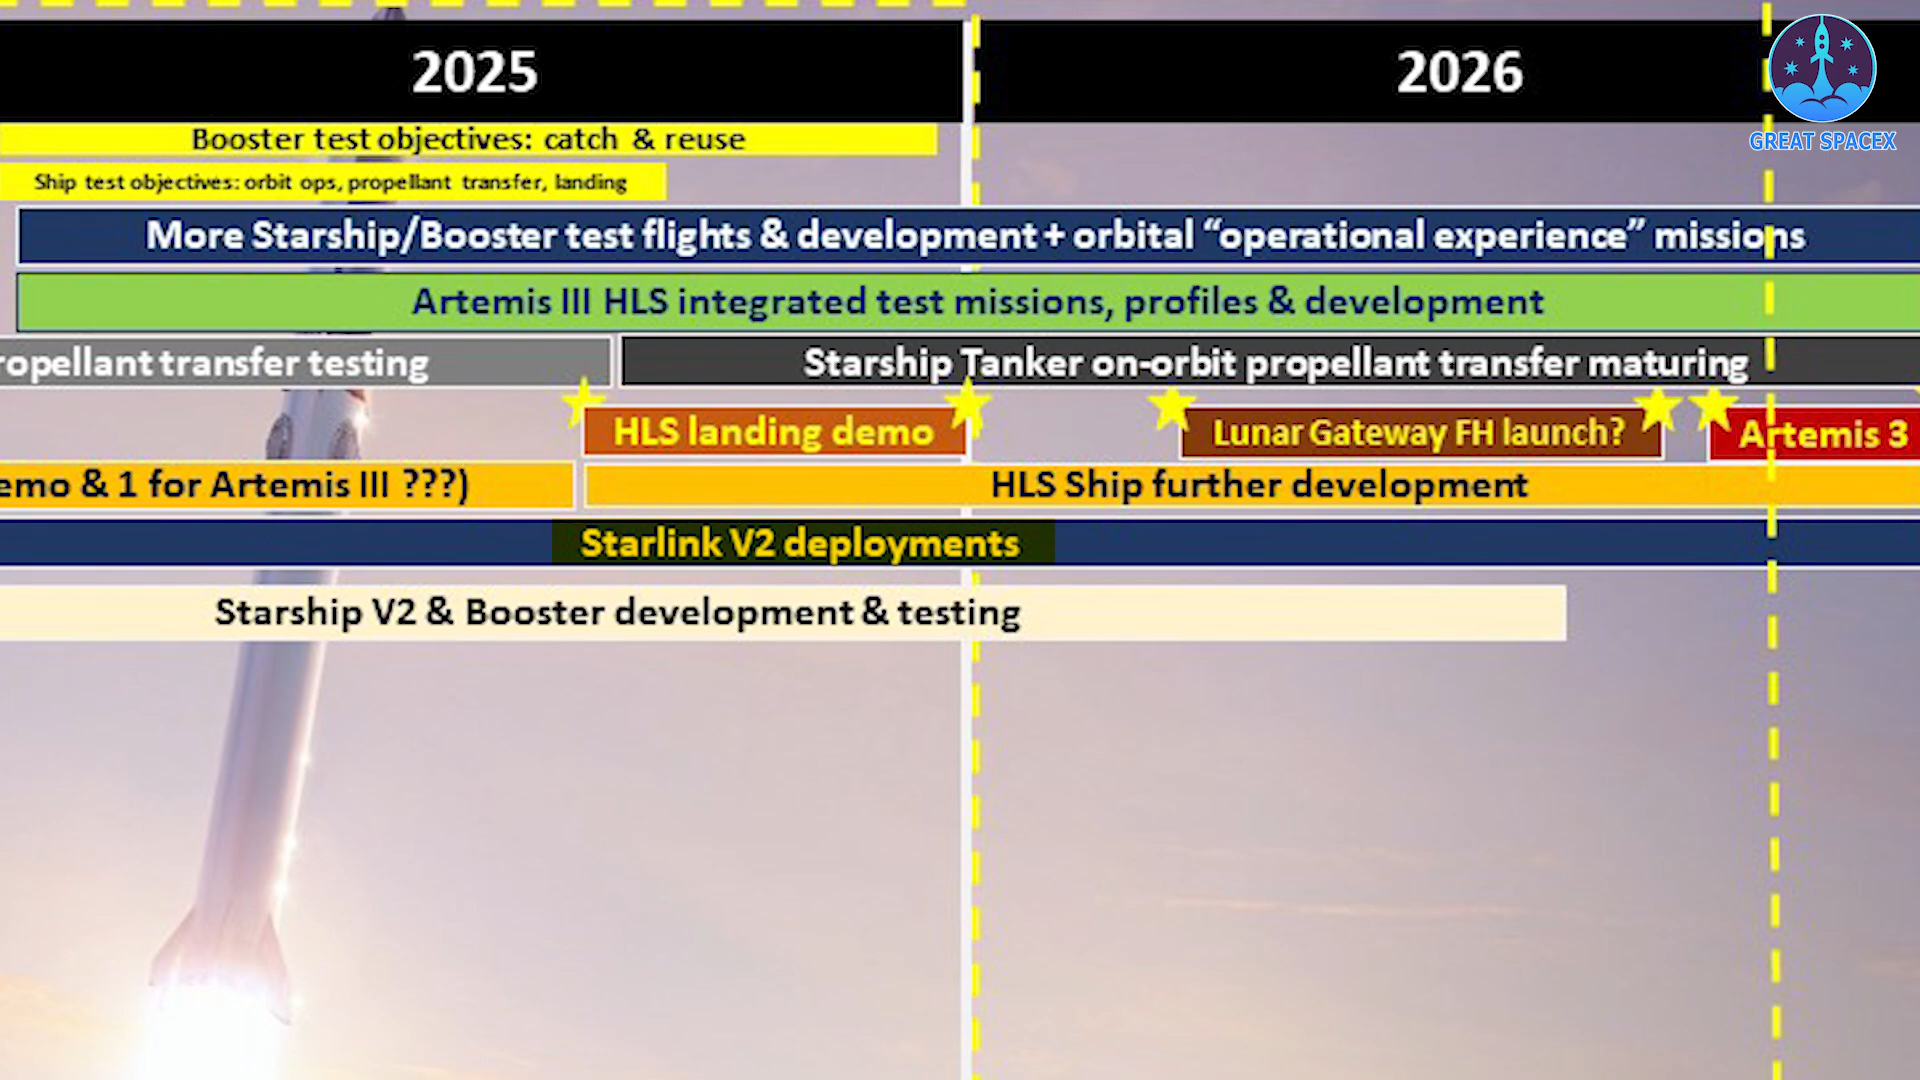 2025
2026
GREAT SPACEX
Booster test objectives: catch & reuse
Ship test objectives: orbit ops, propellant transfer, landing
More Starship/Booster test flights & development + orbital “operational experience” missions
Artemis III HLS integrated test missions, profiles & development
ropellant transfer testing
Starship Tanker on-orbit propellant transfer maturing
HLS landing demo
Lunar Gateway FH launch?
Artemis 3
emo & 1 for Artemis III ???)
HLS Ship further development
Starlink V2 deployments
Starship V2 & Booster development & testing